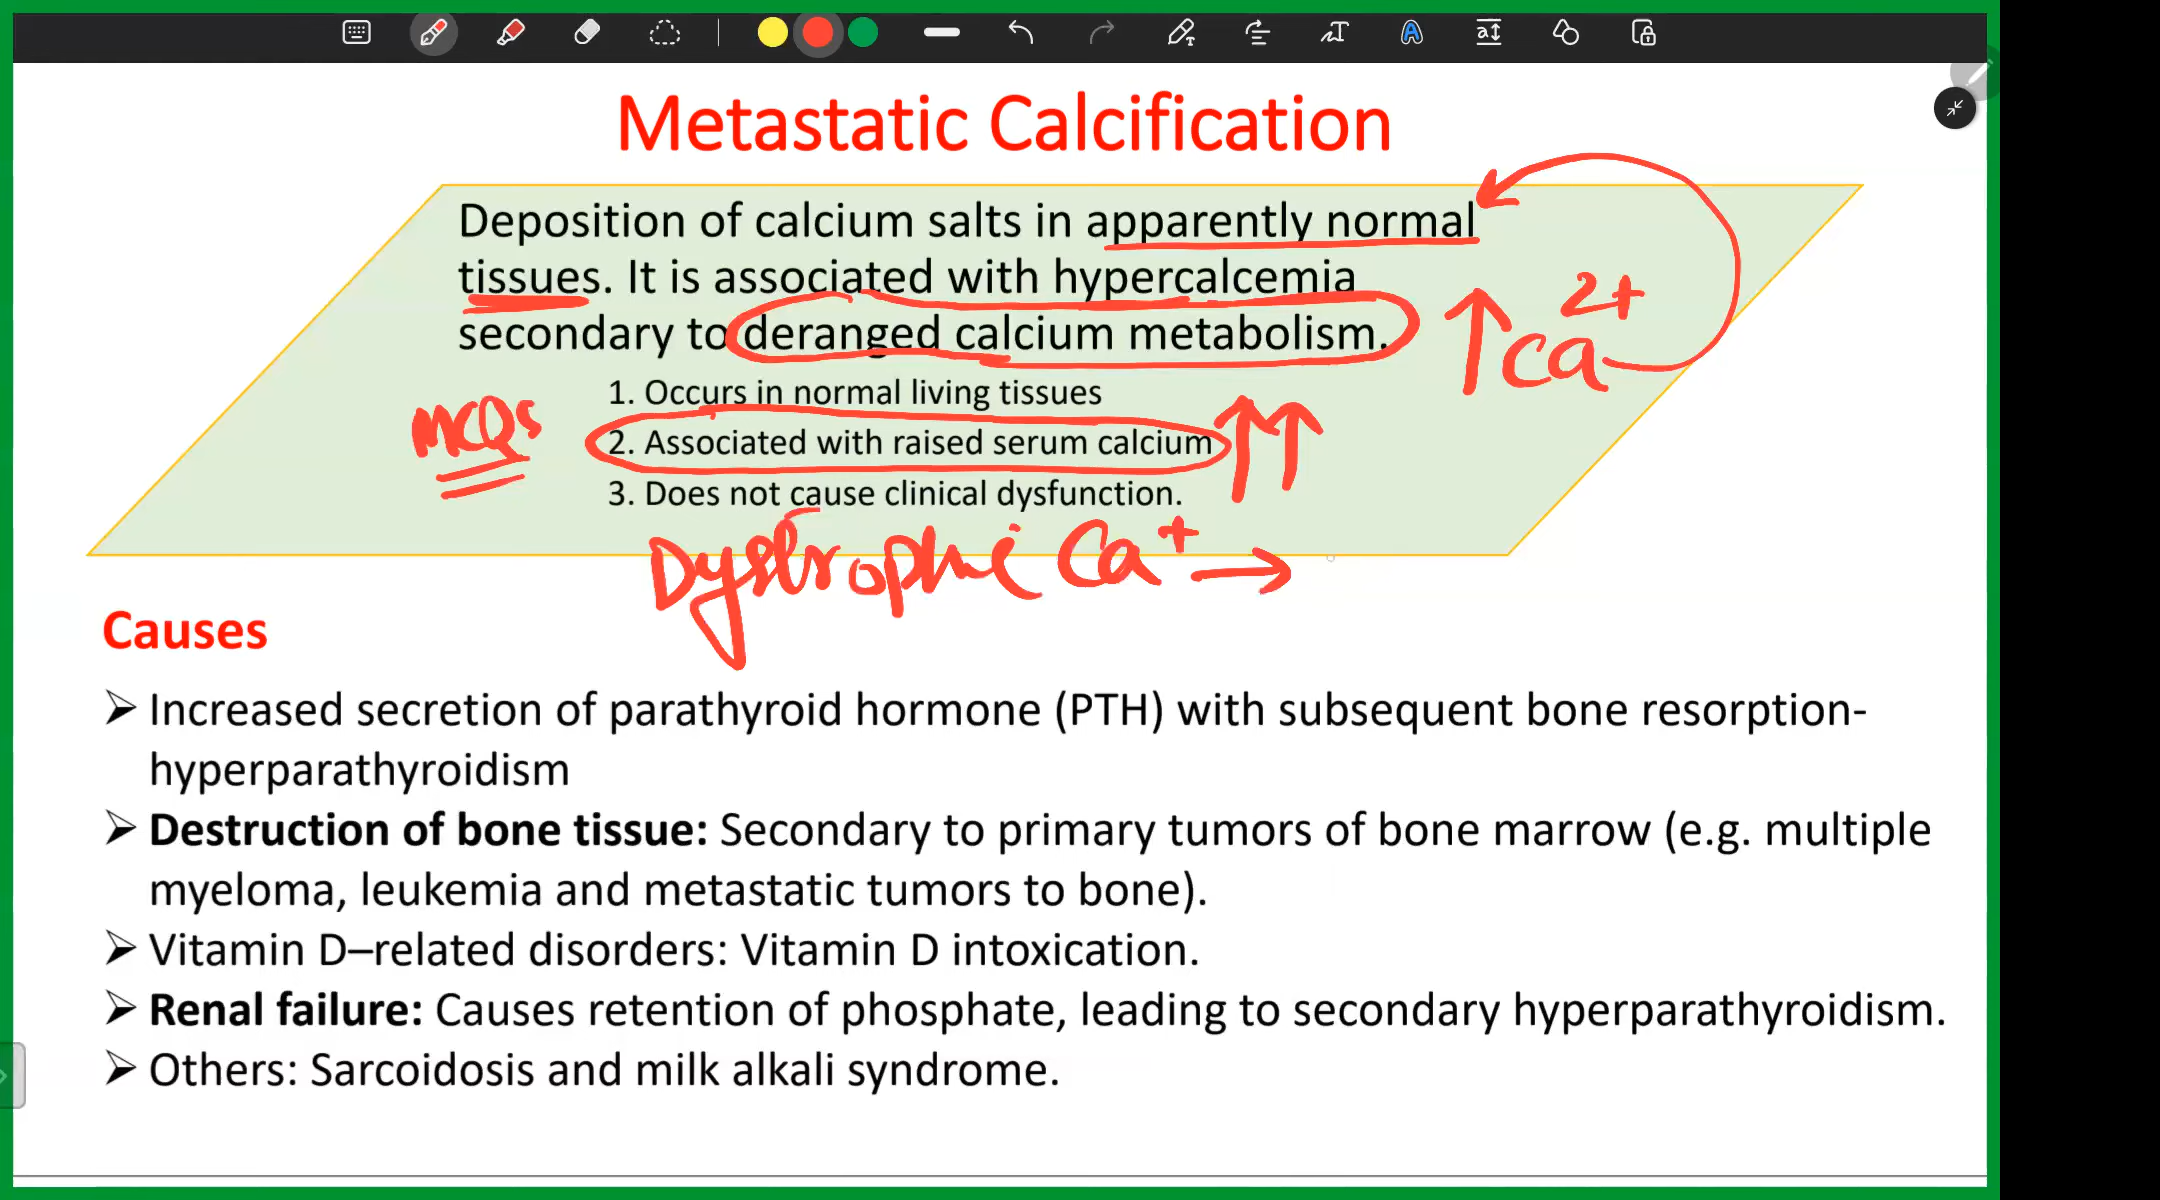 Metastatic Calcification
Deposition of calcium salts in apparently normal
tissues. It is associated with hypercalcemia
secondary to deranged calcium metabolism.
↑ Ca2+
1. Occurs in normal living tissues
MCQs
2. Associated with raised serum calcium ↑↑
3. Does not cause clinical dysfunction.
Dystrophic Ca+ →
Causes
➢ Increased secretion of parathyroid hormone (PTH) with subsequent bone resorption-
hyperparathyroidism
➢ Destruction of bone tissue: Secondary to primary tumors of bone marrow (e.g. multiple
myeloma, leukemia and metastatic tumors to bone).
➢ Vitamin D–related disorders: Vitamin D intoxication.
➢ Renal failure: Causes retention of phosphate, leading to secondary hyperparathyroidism.
➢ Others: Sarcoidosis and milk alkali syndrome.